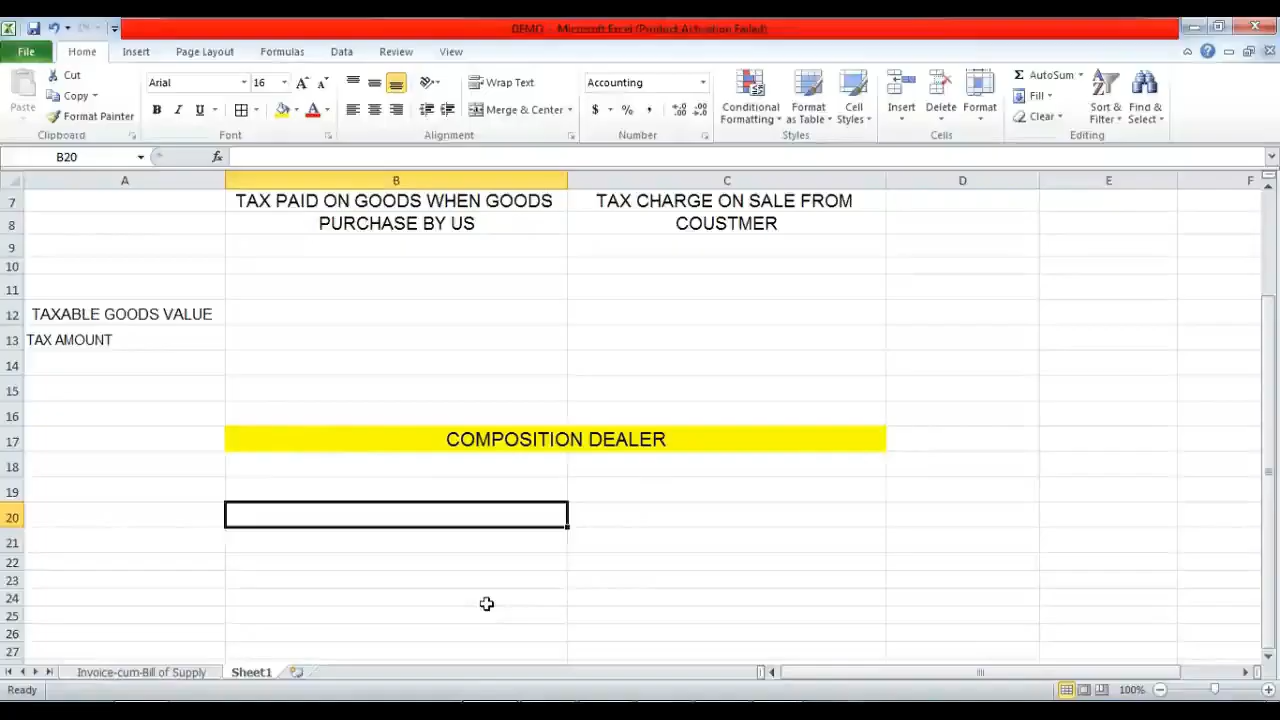 DEMO - Microsoft Excel (Product Activation Failed)
File Home Insert Page Layout Formulas Data Review View
Paste
Cut
Copy
Format Painter
Clipboard
Arial 16
B I U
Font
Wrap Text
Merge & Center
Alignment
Accounting
$ % ,
Number
Conditional Formatting
Format as Table
Cell Styles
Styles
Insert
Delete
Format
Cells
AutoSum
Fill
Clear
Sort & Filter
Find & Select
Editing
B20 fx
A B C D E F
7 TAX PAID ON GOODS WHEN GOODS TAX CHARGE ON SALE FROM
8 PURCHASE BY US COUSTMER
9
10
11
12 TAXABLE GOODS VALUE
13 TAX AMOUNT
14
15
16
17 COMPOSITION DEALER
18
19
20
21
22
23
24
25
26
27
Invoice-cum-Bill of Supply Sheet1
Ready 100%